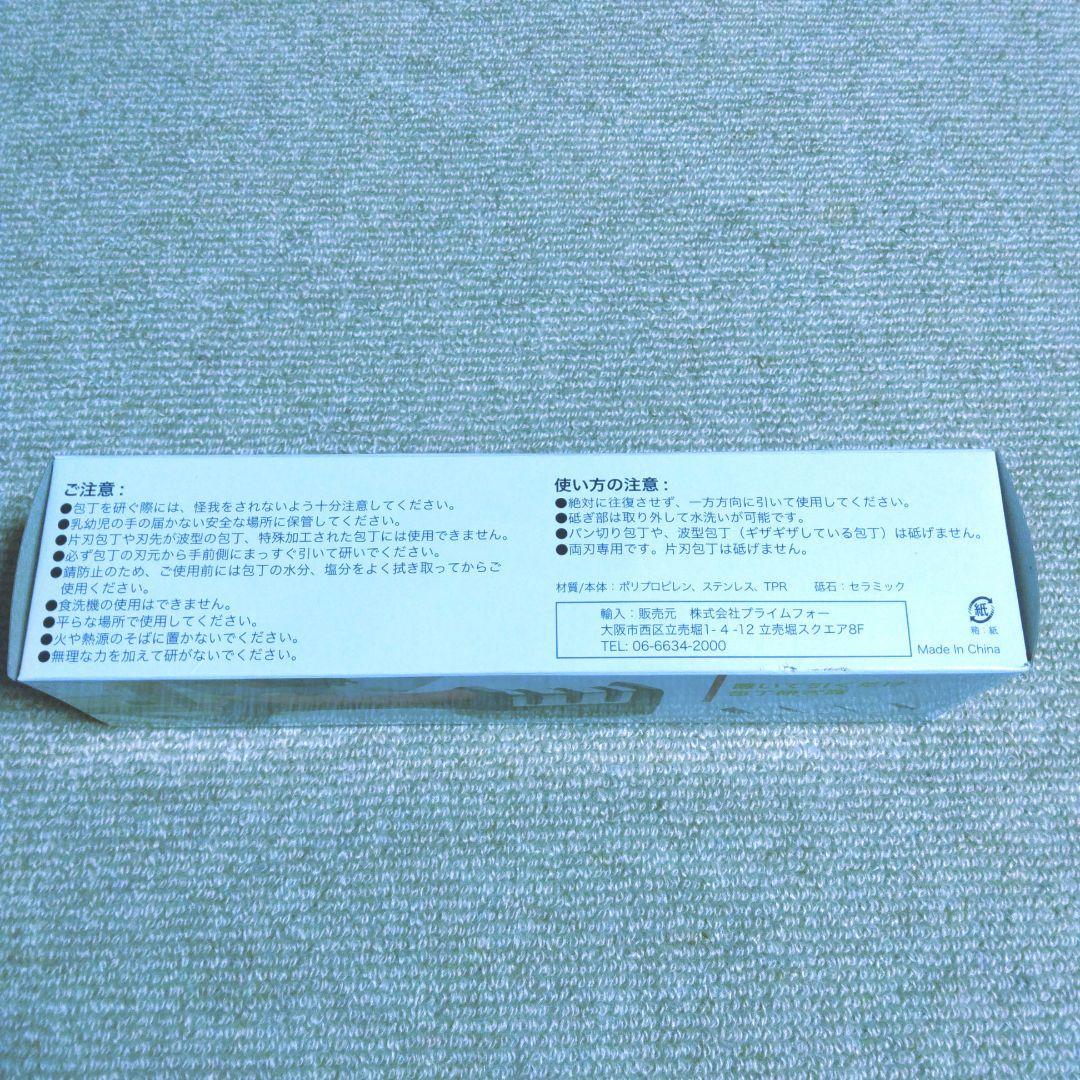 ご注意：
●包丁を研ぐ際には、怪我をされないよう十分注意してください。
●乳幼児の手の届かない安全な場所に保管してください。
●片刃包丁や刃先が波型の包丁、特殊加工された包丁には使用できません。
●必ず包丁の刃元から手前側にまっすぐ引いて研いでください。
●錆防止のため、ご使用前には包丁の水分、塩分をよく拭き取ってからご
使用ください。
●食洗機の使用はできません。
●平らな場所で使用してください。
●火や熱源のそばに置かないでください。
●無理な力を加えて研がないでください。
使い方の注意：
●絶対に往復させず、一方方向に引いて使用してください。
●砥ぎ部は取り外して水洗いが可能です。
●パン切り包丁や、波型包丁（ギザギザしている包丁）は砥げません。
●両刃専用です。片刃包丁は砥げません。
材質/本体：ポリプロピレン、ステンレス、TPR　砥石：セラミック
輸入：販売元　株式会社プライムフォー
大阪市西区立売堀1-４-12 立売堀スクエア8F
TEL: 06-6634-2000
紙
箱：紙
Made In China